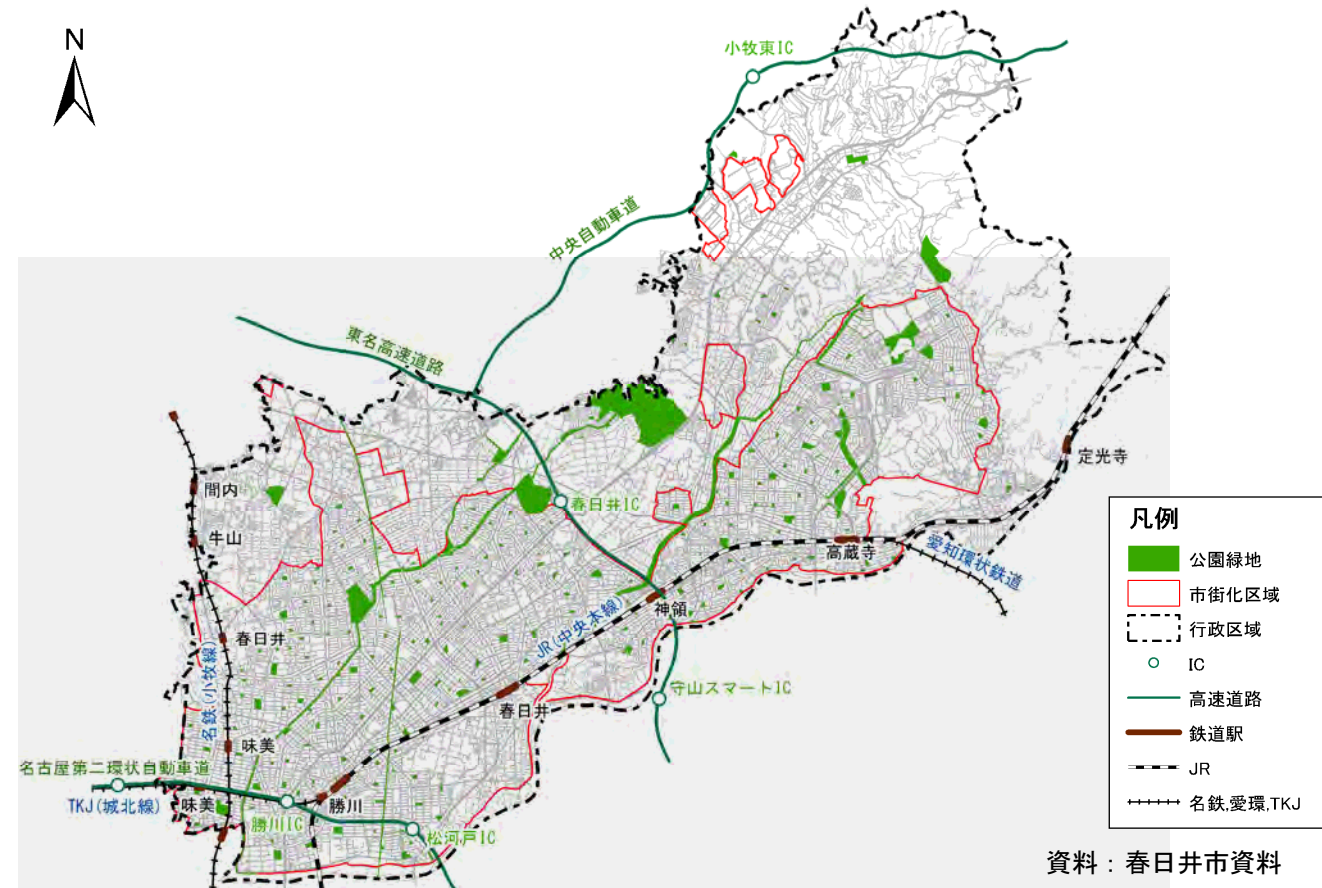 N
小牧東IC
中央自動車道
東名高速道路
間内
牛山
春日井IC
定光寺
高蔵寺
愛知環状鉄道
神領
JR(中央本線)
春日井
名鉄(小牧線)
守山スマートIC
春日井
味美
名古屋第二環状自動車道
TKJ(城北線)
味美
勝川
勝川IC
松河戸IC
凡例
公園緑地
市街化区域
行政区域
IC
高速道路
鉄道駅
JR
名鉄,愛環,TKJ
資料：春日井市資料